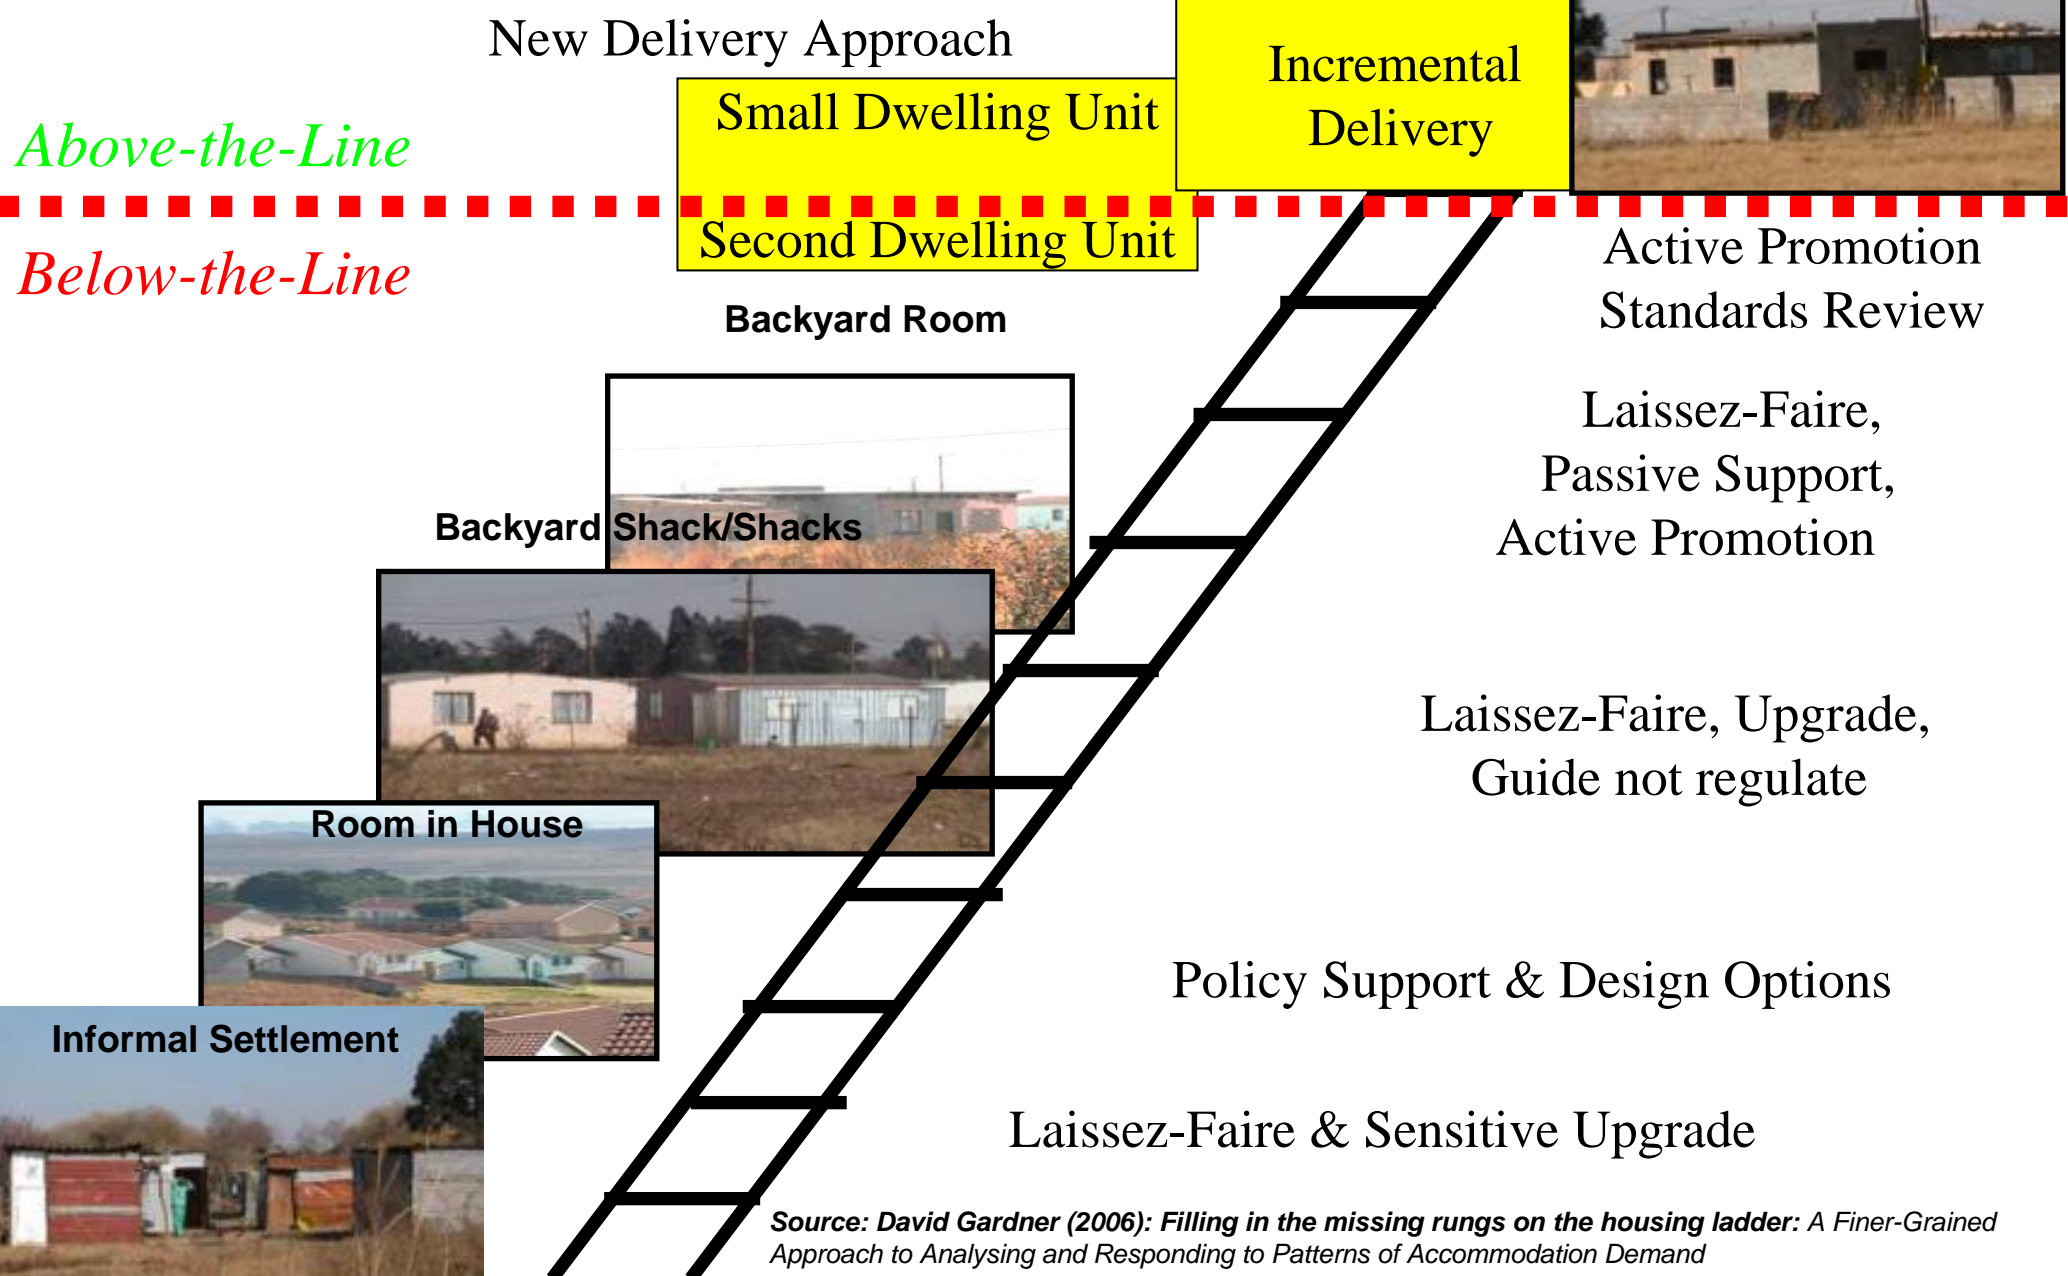 New Delivery Approach
Incremental
Delivery
Small Dwelling Unit
Above-the-Line
Second Dwelling Unit
Below-the-Line
Active Promotion
Standards Review
Backyard Room
Laissez-Faire,
Passive Support,
Active Promotion
Backyard Shack/Shacks
Laissez-Faire, Upgrade,
Guide not regulate
Room in House
Policy Support & Design Options
Informal Settlement
Laissez-Faire & Sensitive Upgrade
Source: David Gardner (2006): Filling in the missing rungs on the housing ladder: A Finer-Grained
Approach to Analysing and Responding to Patterns of Accommodation Demand